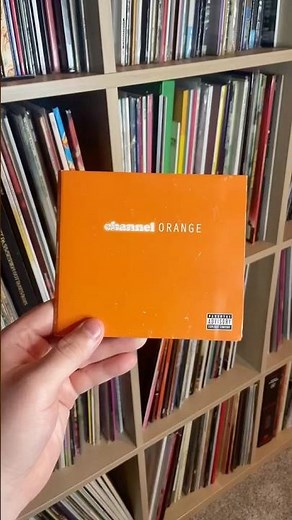 channel ORANGE
PARENTAL
ADVISORY
EXPLICIT CONTENT